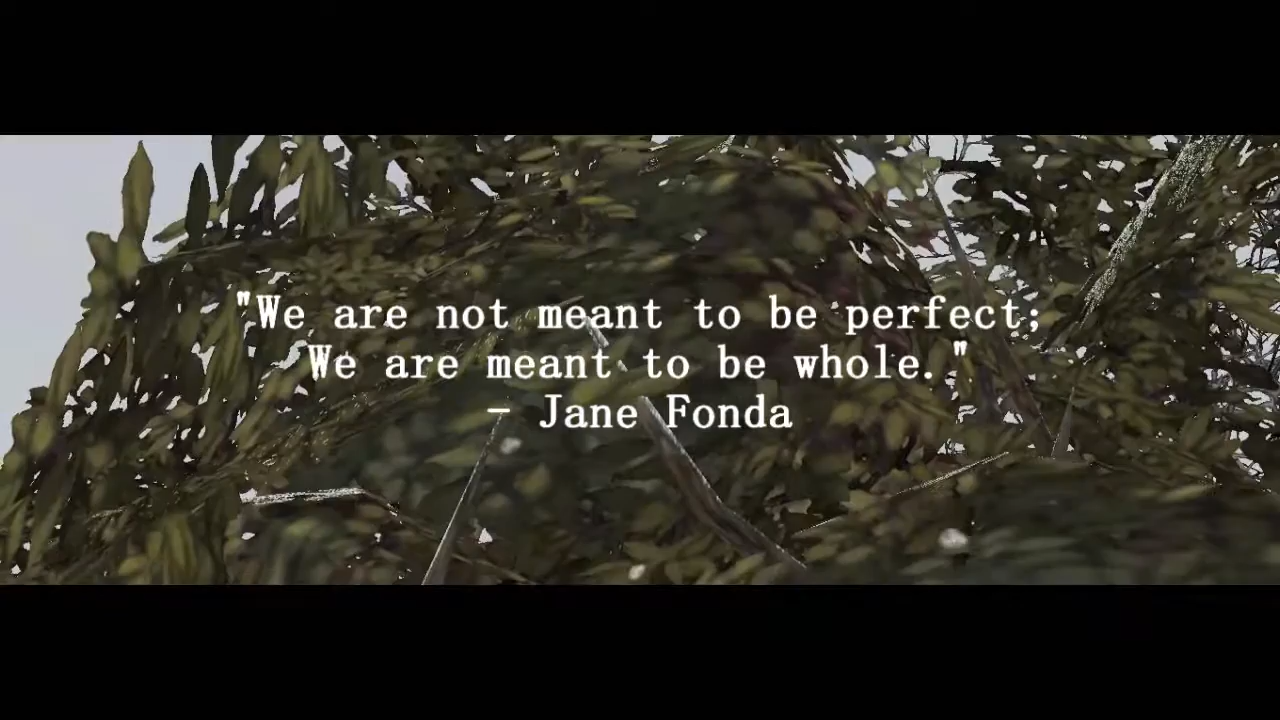 "We are not meant to be perfect;
We are meant to be whole."
- Jane Fonda